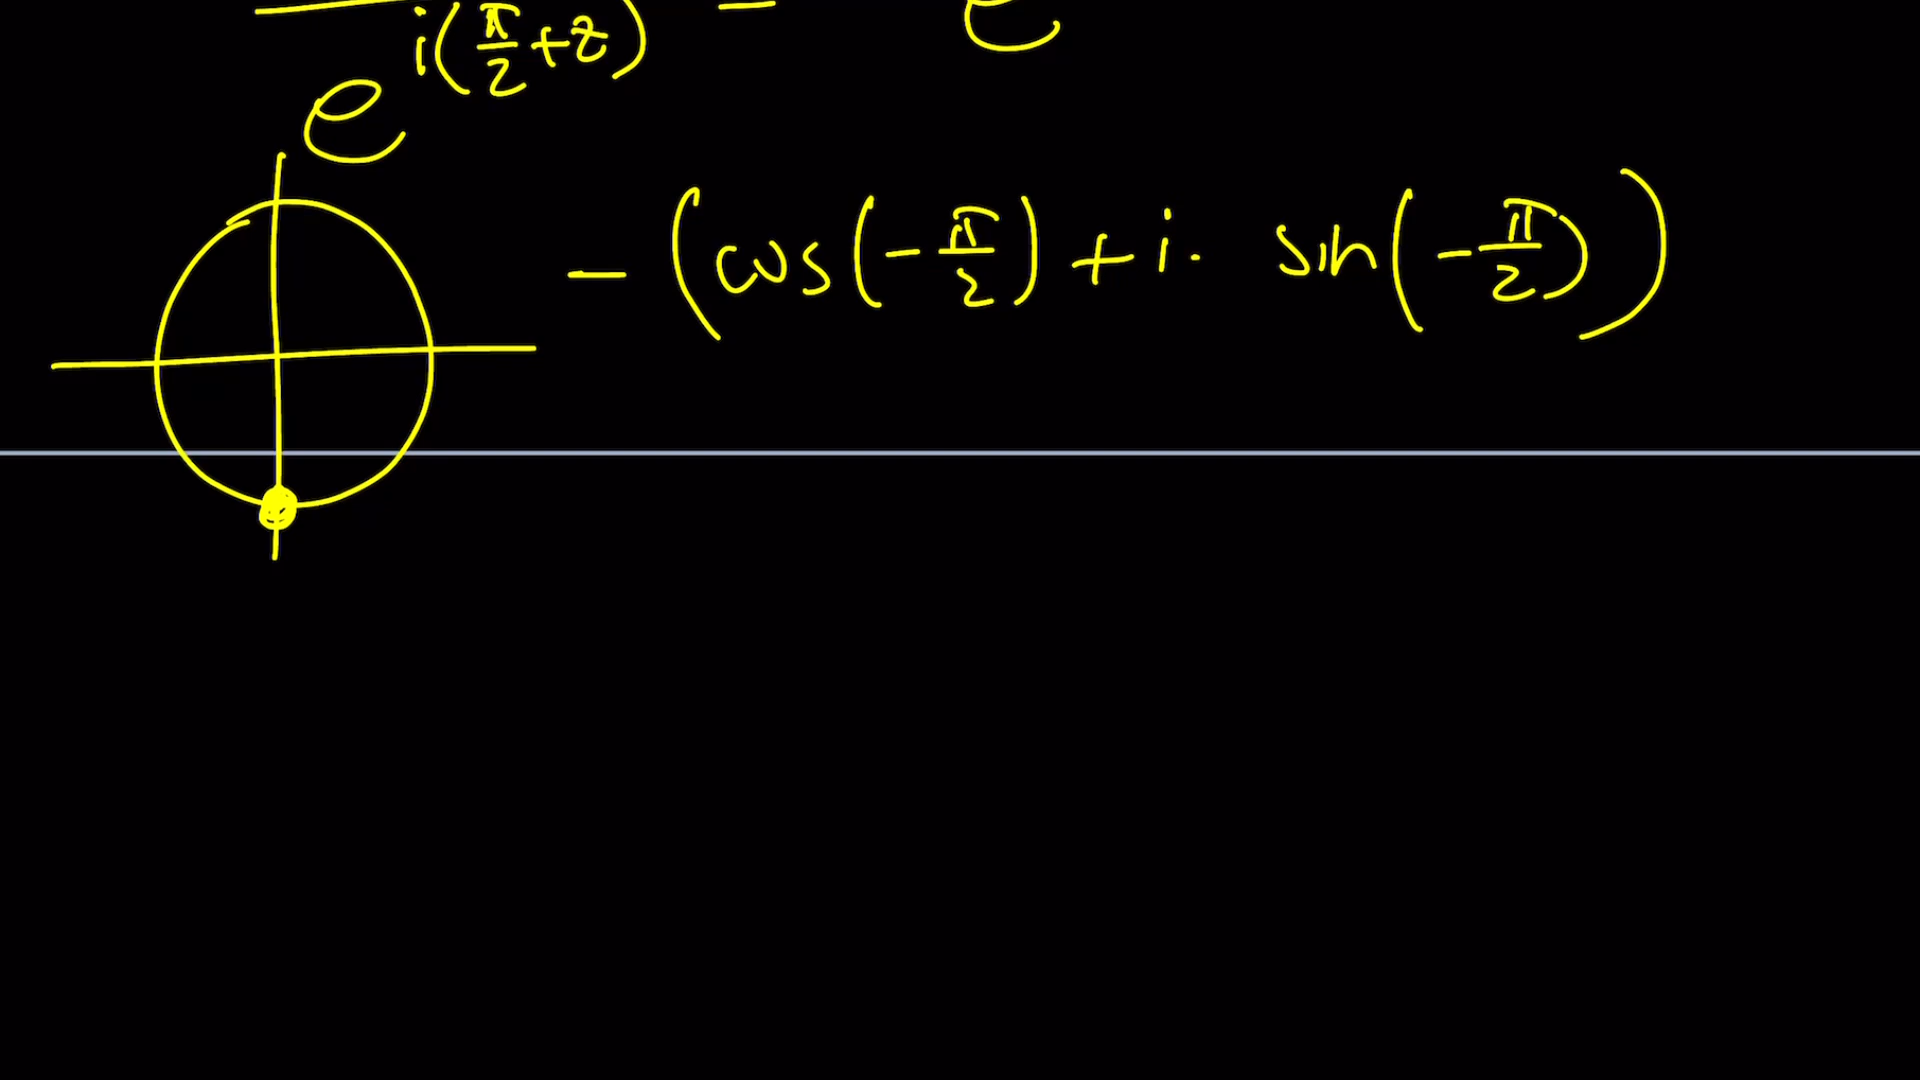 e^{i(π/2+z)} − e
− (cos(−π/2) + i · sin(−π/2))